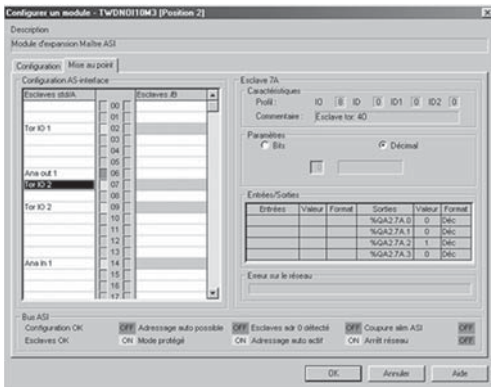 Configurer un module - TWDNOI10M3 [Position 2]
Description
Module d'expansion Maître ASI
Configuration Mise au point
Configuration AS-interface
Esclaves std/A Esclaves /B
00
01
Tor IO 1 02
03
04
05
Ana out 1 06
Tor IO 2 07
08
Tor IO 2 09
10
11
12
13
Ana In 1 14
15
16
17
Esclave 7A
Caractéristiques
Profil : IO 8 ID 0 ID1 0 ID2 0
Commentaire : Esclave tor: 40
Paramètres
Bits Décimal
Entrées/Sorties
Entrées Valeur Format Sorties Valeur Format
%QA2.7A.0 0 Déc
%QA2.7A.1 0 Déc
%QA2.7A.2 1 Déc
%QA2.7A.3 0 Déc
Erreur sur le réseau
Bus ASI
Configuration OK OFF Adressage auto possible OFF Esclaves adr 0 détecté OFF Coupure alim ASI OFF
Esclaves OK ON Mode protégé ON Adressage auto actif ON Arrêt réseau OFF
OK Annuler Aide